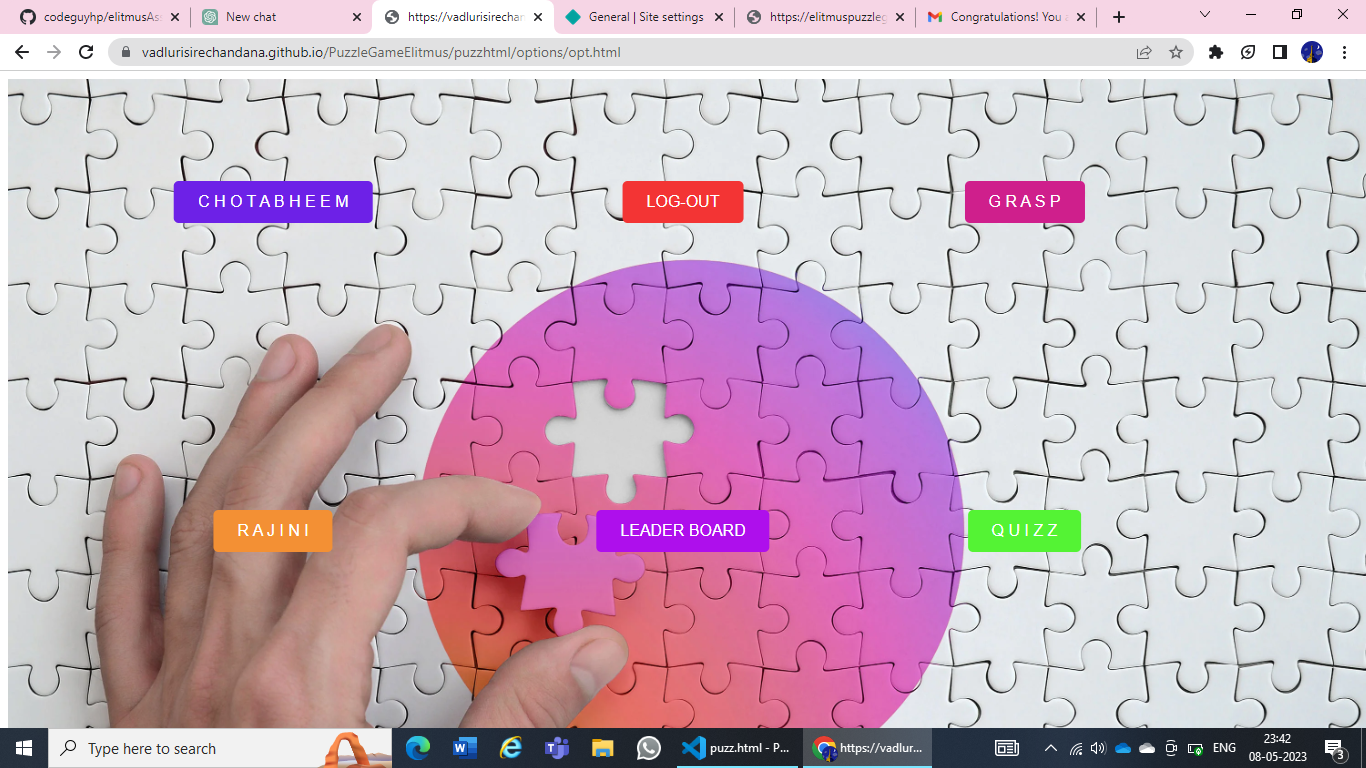 codeguyhp/elitmusAs
New chat
https://vadlurisirechan
General | Site settings
https://elitmuspuzzleg
Congratulations! You a
vadlurisirechandana.github.io/PuzzleGameElitmus/puzzhtml/options/opt.html
CHOTABHEEM
LOG-OUT
GRASP
RAJINI
LEADER BOARD
QUIZZ
Type here to search
puzz.html - P...
https://vadlur...
ENG
23:42
08-05-2023
3